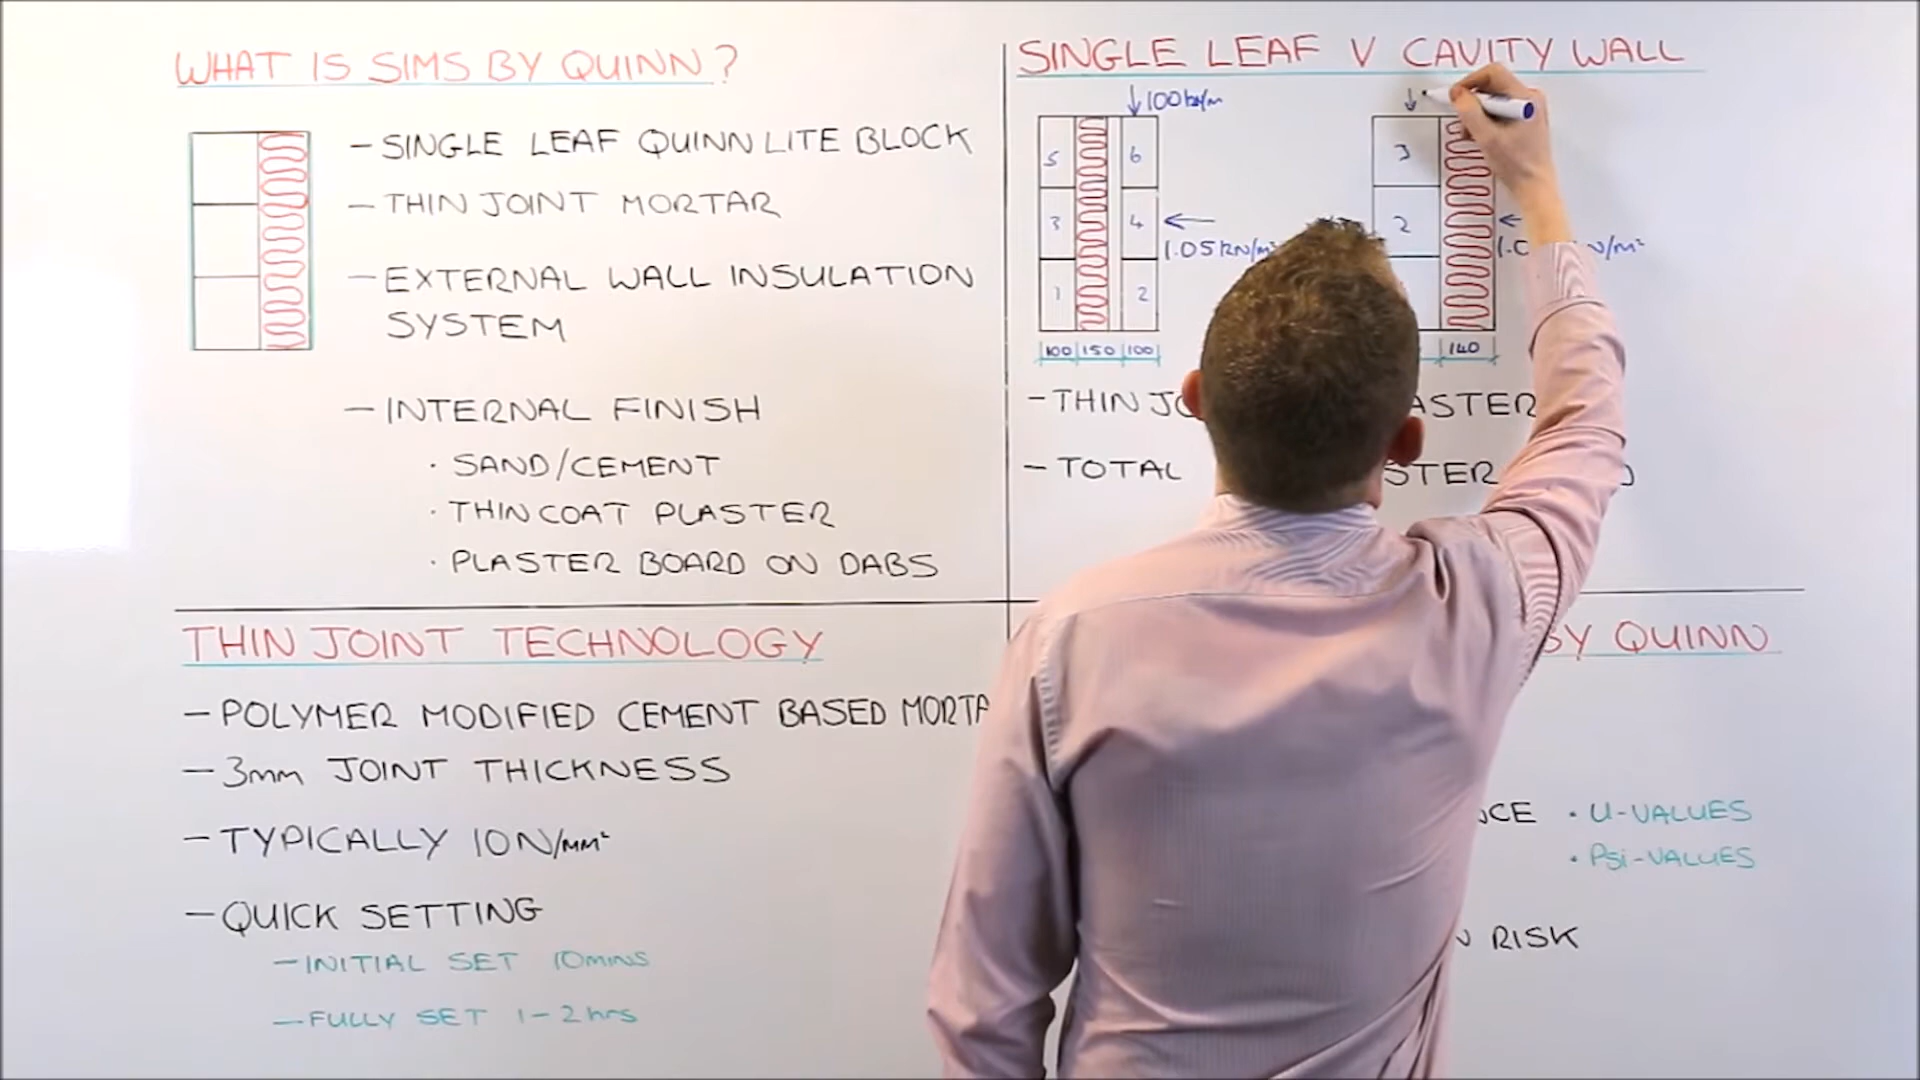 WHAT IS SIMS BY QUINN?
- SINGLE LEAF QUINN LITE BLOCK
- THIN JOINT MORTAR
- EXTERNAL WALL INSULATION
SYSTEM
- INTERNAL FINISH
· SAND/CEMENT
· THIN COAT PLASTER
· PLASTER BOARD ON DABS
SINGLE LEAF V CAVITY WALL
100kN/m
5 6
3 4
1.05kN/m²
1 2
100 150 100
3
2
N/m²
140
- THIN
- TOTAL
THIN JOINT TECHNOLOGY
- POLYMER MODIFIED CEMENT BASED
- 3mm JOINT THICKNESS
- TYPICALLY 10N/mm²
- QUICK SETTING
- INITIAL SET 10mins
- FULLY SET 1-2hrs
BY QUINN
· U-VALUES
· Psi-VALUES
RISK